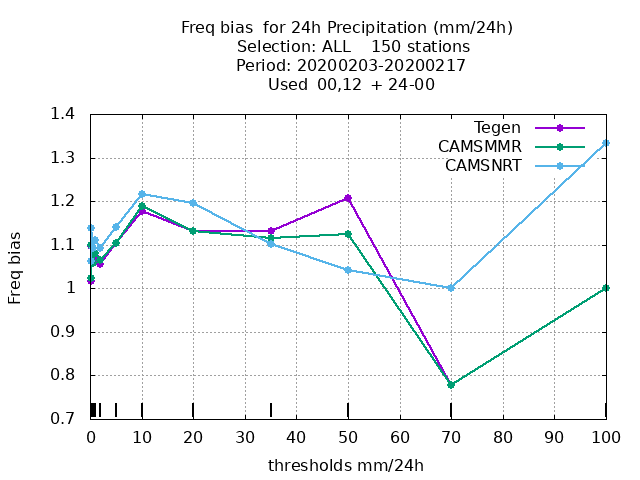 Freq bias  for 24h Precipitation (mm/24h)
Selection: ALL    150 stations
Period: 20200203-20200217
Used  00,12  + 24-00
Tegen
CAMSMMR
CAMSNRT
Freq bias
1.4
1.3
1.2
1.1
1
0.9
0.8
0.7
0 10 20 30 40 50 60 70 80 90 100
thresholds mm/24h